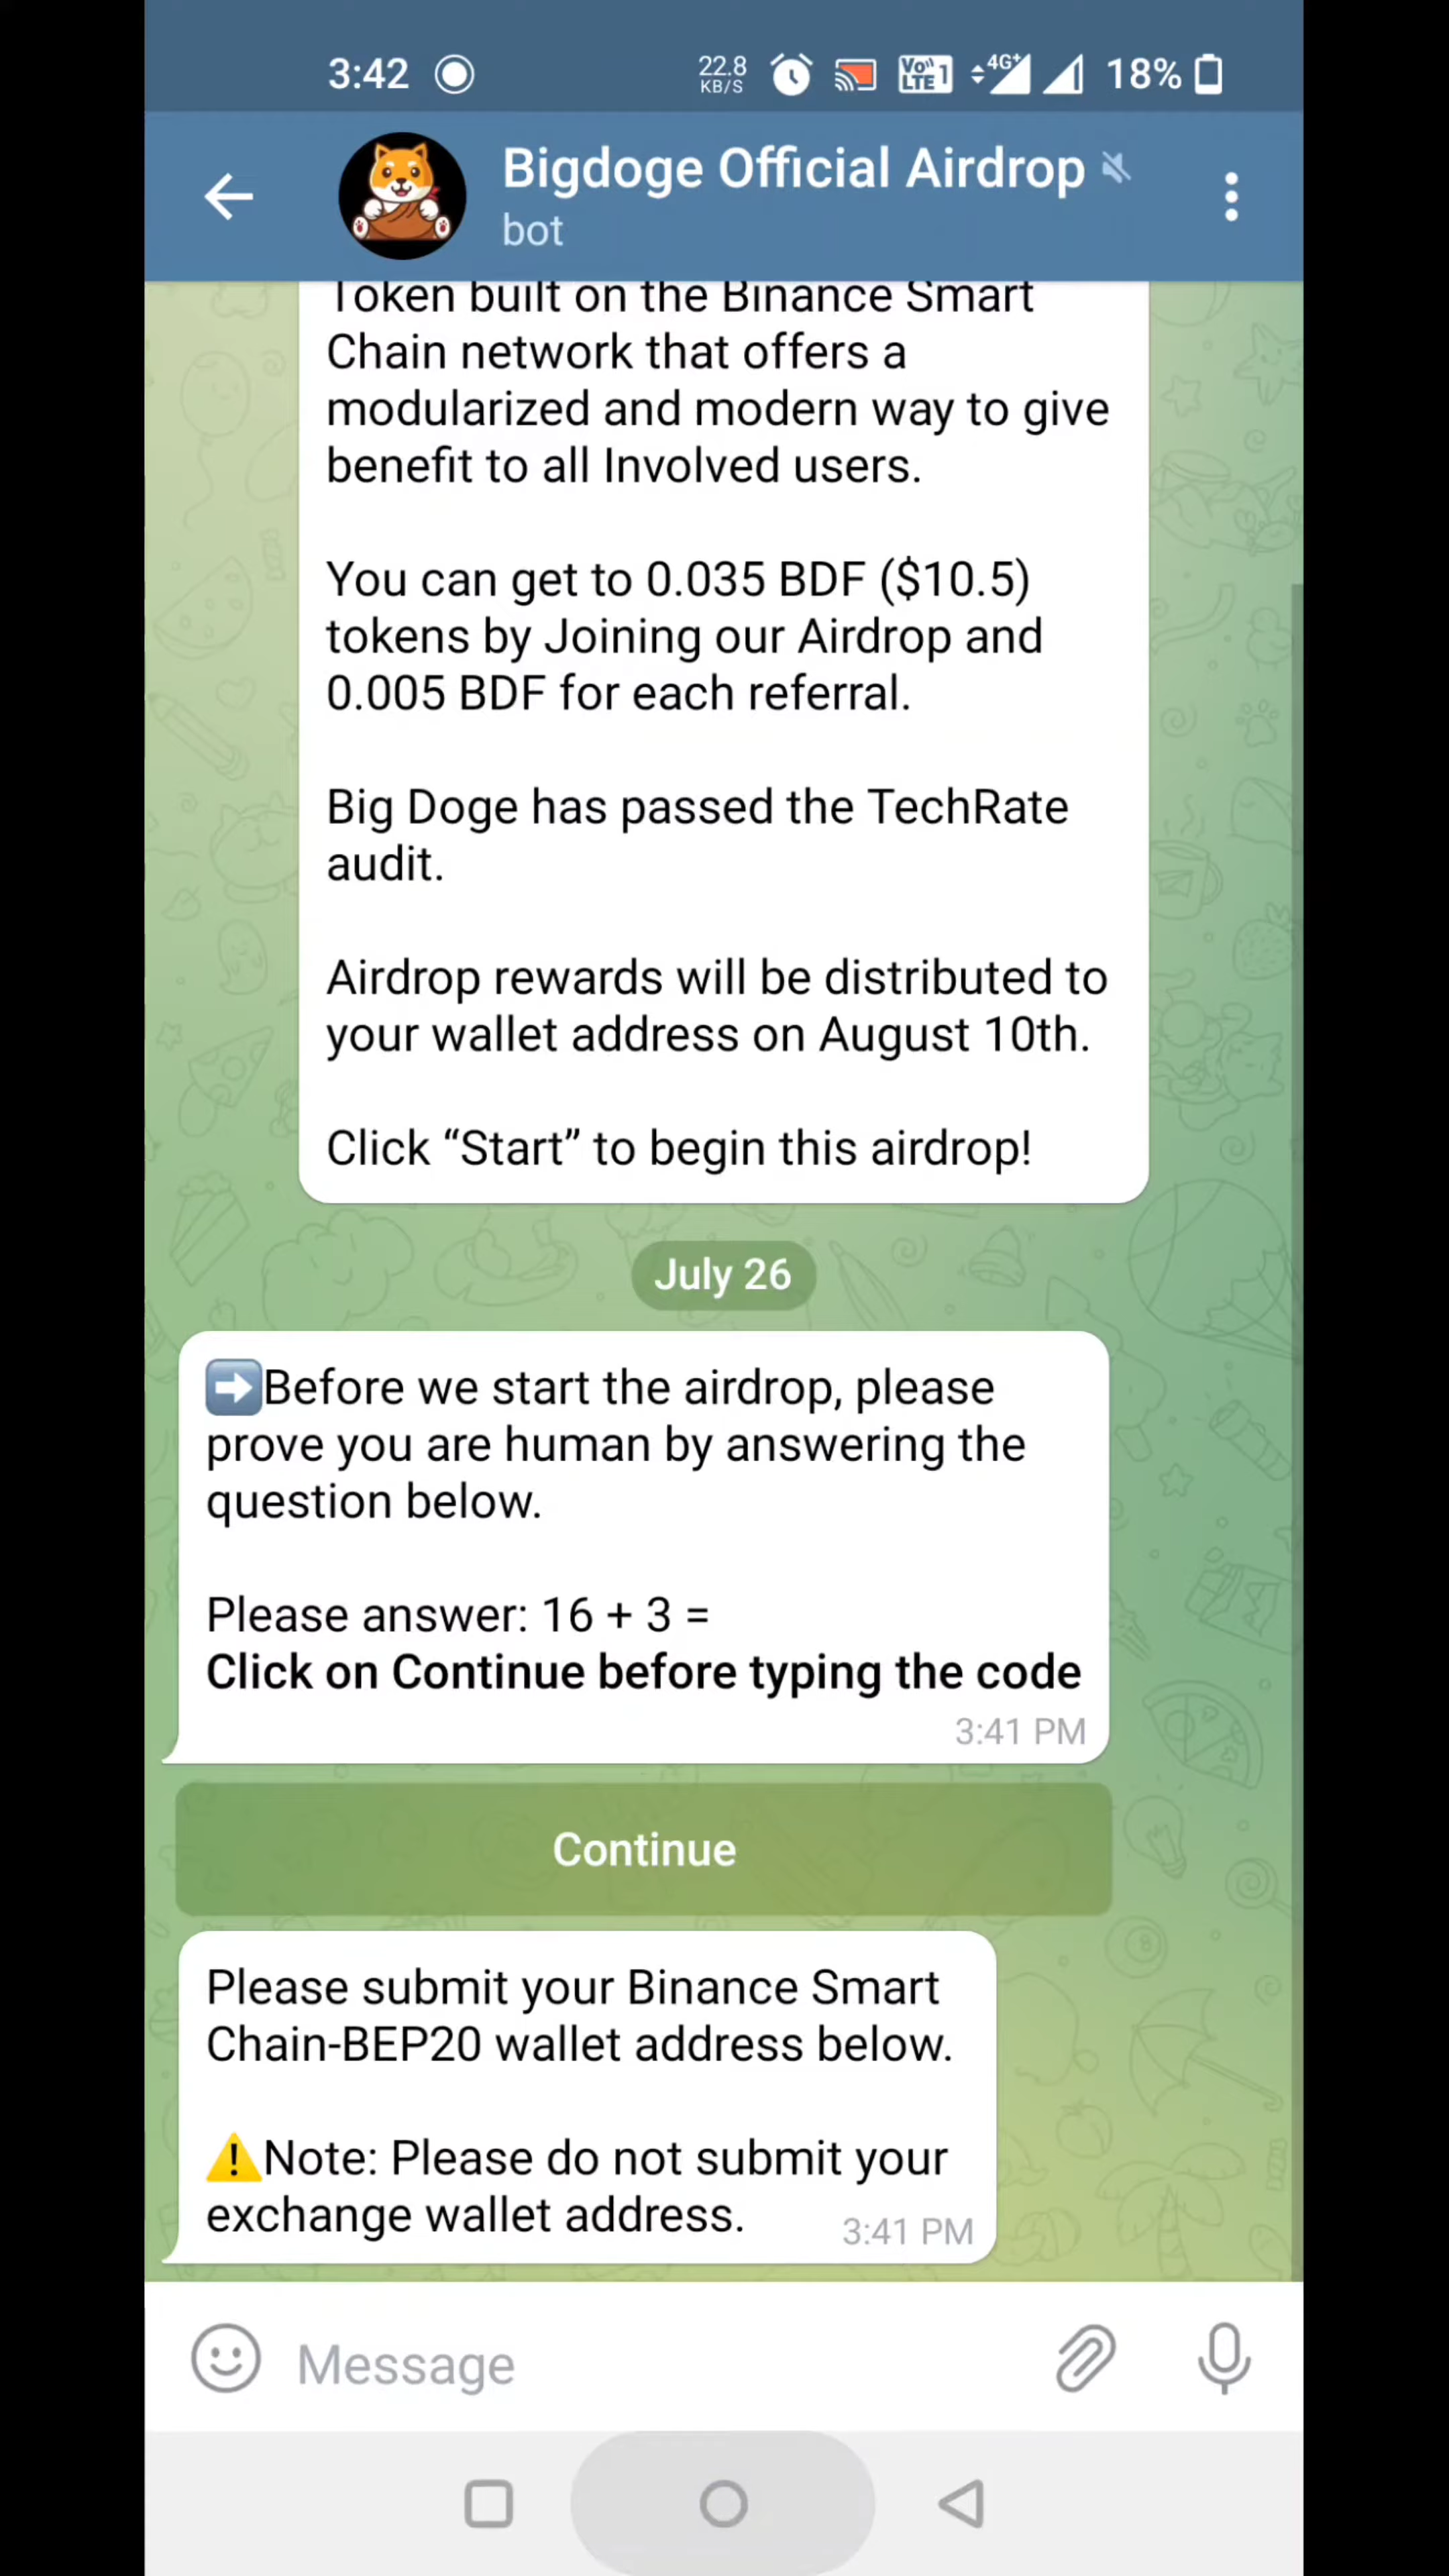 3:42 22.8 KB/S Vo)) LTE 1 4G+ 18%
Bigdoge Official Airdrop
bot
Token built on the Binance Smart
Chain network that offers a
modularized and modern way to give
benefit to all Involved users.
You can get to 0.035 BDF ($10.5)
tokens by Joining our Airdrop and
0.005 BDF for each referral.
Big Doge has passed the TechRate
audit.
Airdrop rewards will be distributed to
your wallet address on August 10th.
Click “Start” to begin this airdrop!
July 26
➡️Before we start the airdrop, please
prove you are human by answering the
question below.
Please answer: 16 + 3 =
Click on Continue before typing the code
3:41 PM
Continue
Please submit your Binance Smart
Chain-BEP20 wallet address below.
⚠️Note: Please do not submit your
exchange wallet address. 3:41 PM
Message